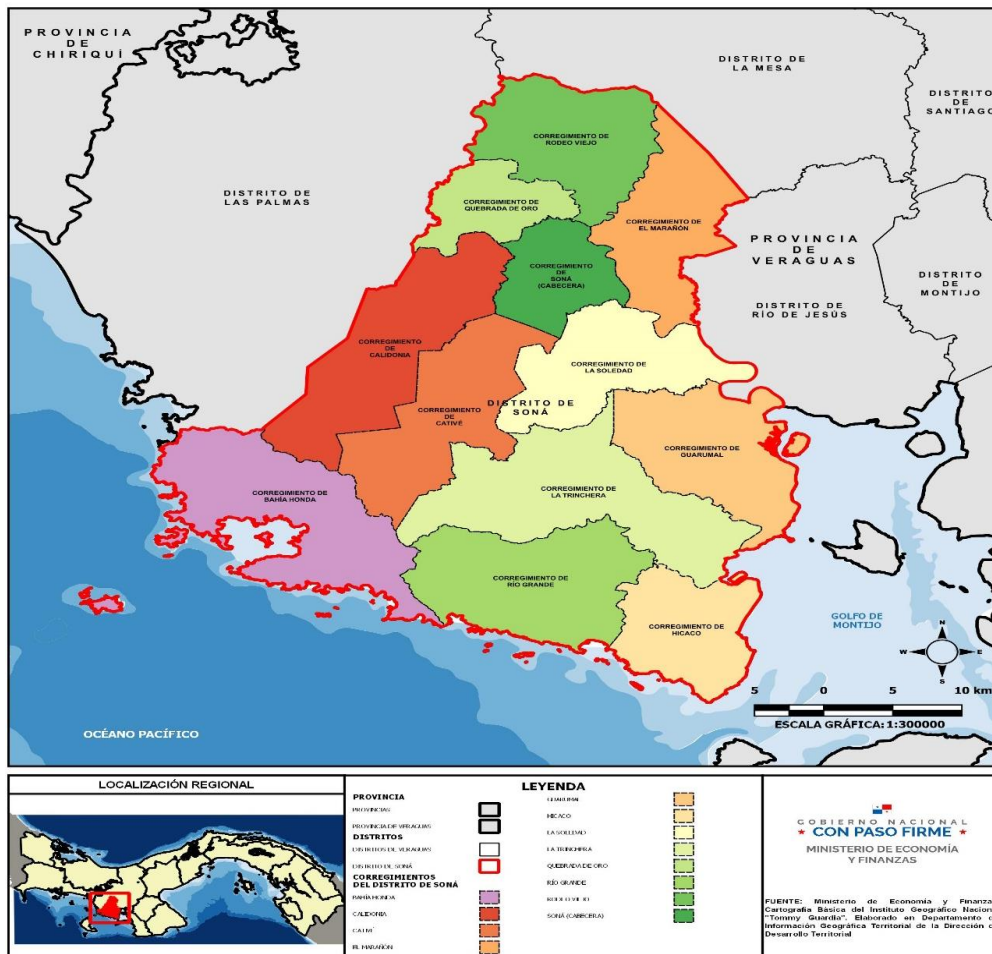 PROVINCIA
DE
CHIRIQUÍ
DISTRITO DE
LA MESA
DISTRITO
DE
SANTIAGO
CORREGIMIENTO DE
RODEO VIEJO
DISTRITO DE
LAS PALMAS
CORREGIMIENTO DE
QUEBRADA DE ORO
CORREGIMIENTO DE
EL MARAÑÓN
PROVINCIA
DE
VERAGUAS
CORREGIMIENTO
DE
SONÁ
(CABECERA)
DISTRITO
DE
MONTIJO
DISTRITO DE
RÍO DE JESÚS
CORREGIMIENTO
DE
CALIDONIA
CORREGIMIENTO DE
LA SOLEDAD
DISTRITO DE
SONÁ
CORREGIMIENTO
DE
CATIVÉ
CORREGIMIENTO DE
GUARUMAL
CORREGIMIENTO DE
BAHÍA HONDA
CORREGIMIENTO DE
LA TRINCHERA
CORREGIMIENTO DE
RÍO GRANDE
CORREGIMIENTO DE
HICACO
GOLFO DE
MONTIJO
N
W E
S
5 0 5 10 km
ESCALA GRÁFICA: 1:300000
OCÉANO PACÍFICO
LOCALIZACIÓN REGIONAL
LEYENDA
PROVINCIA
PROVINCIAS
PROVINCIA DE VERAGUAS
DISTRITOS
DISTRITOS DE VERAGUAS
DISTRITO DE SONÁ
CORREGIMIENTOS
DEL DISTRITO DE SONÁ
BAHÍA HONDA
CALIDONIA
CATIVÉ
EL MARAÑÓN
GUARUMAL
HICACO
LA SOLEDAD
LA TRINCHERA
QUEBRADA DE ORO
RÍO GRANDE
RODEO VIEJO
SONÁ (CABECERA)
GOBIERNO NACIONAL
CON PASO FIRME
MINISTERIO DE ECONOMÍA
Y FINANZAS
FUENTE: Ministerio de Economía y Finanza
Cartografía Básica del Instituto Geográfico Nacion
"Tommy Guardia". Elaborado en Departamento d
Información Geográfica Territorial de la Dirección d
Desarrollo Territorial